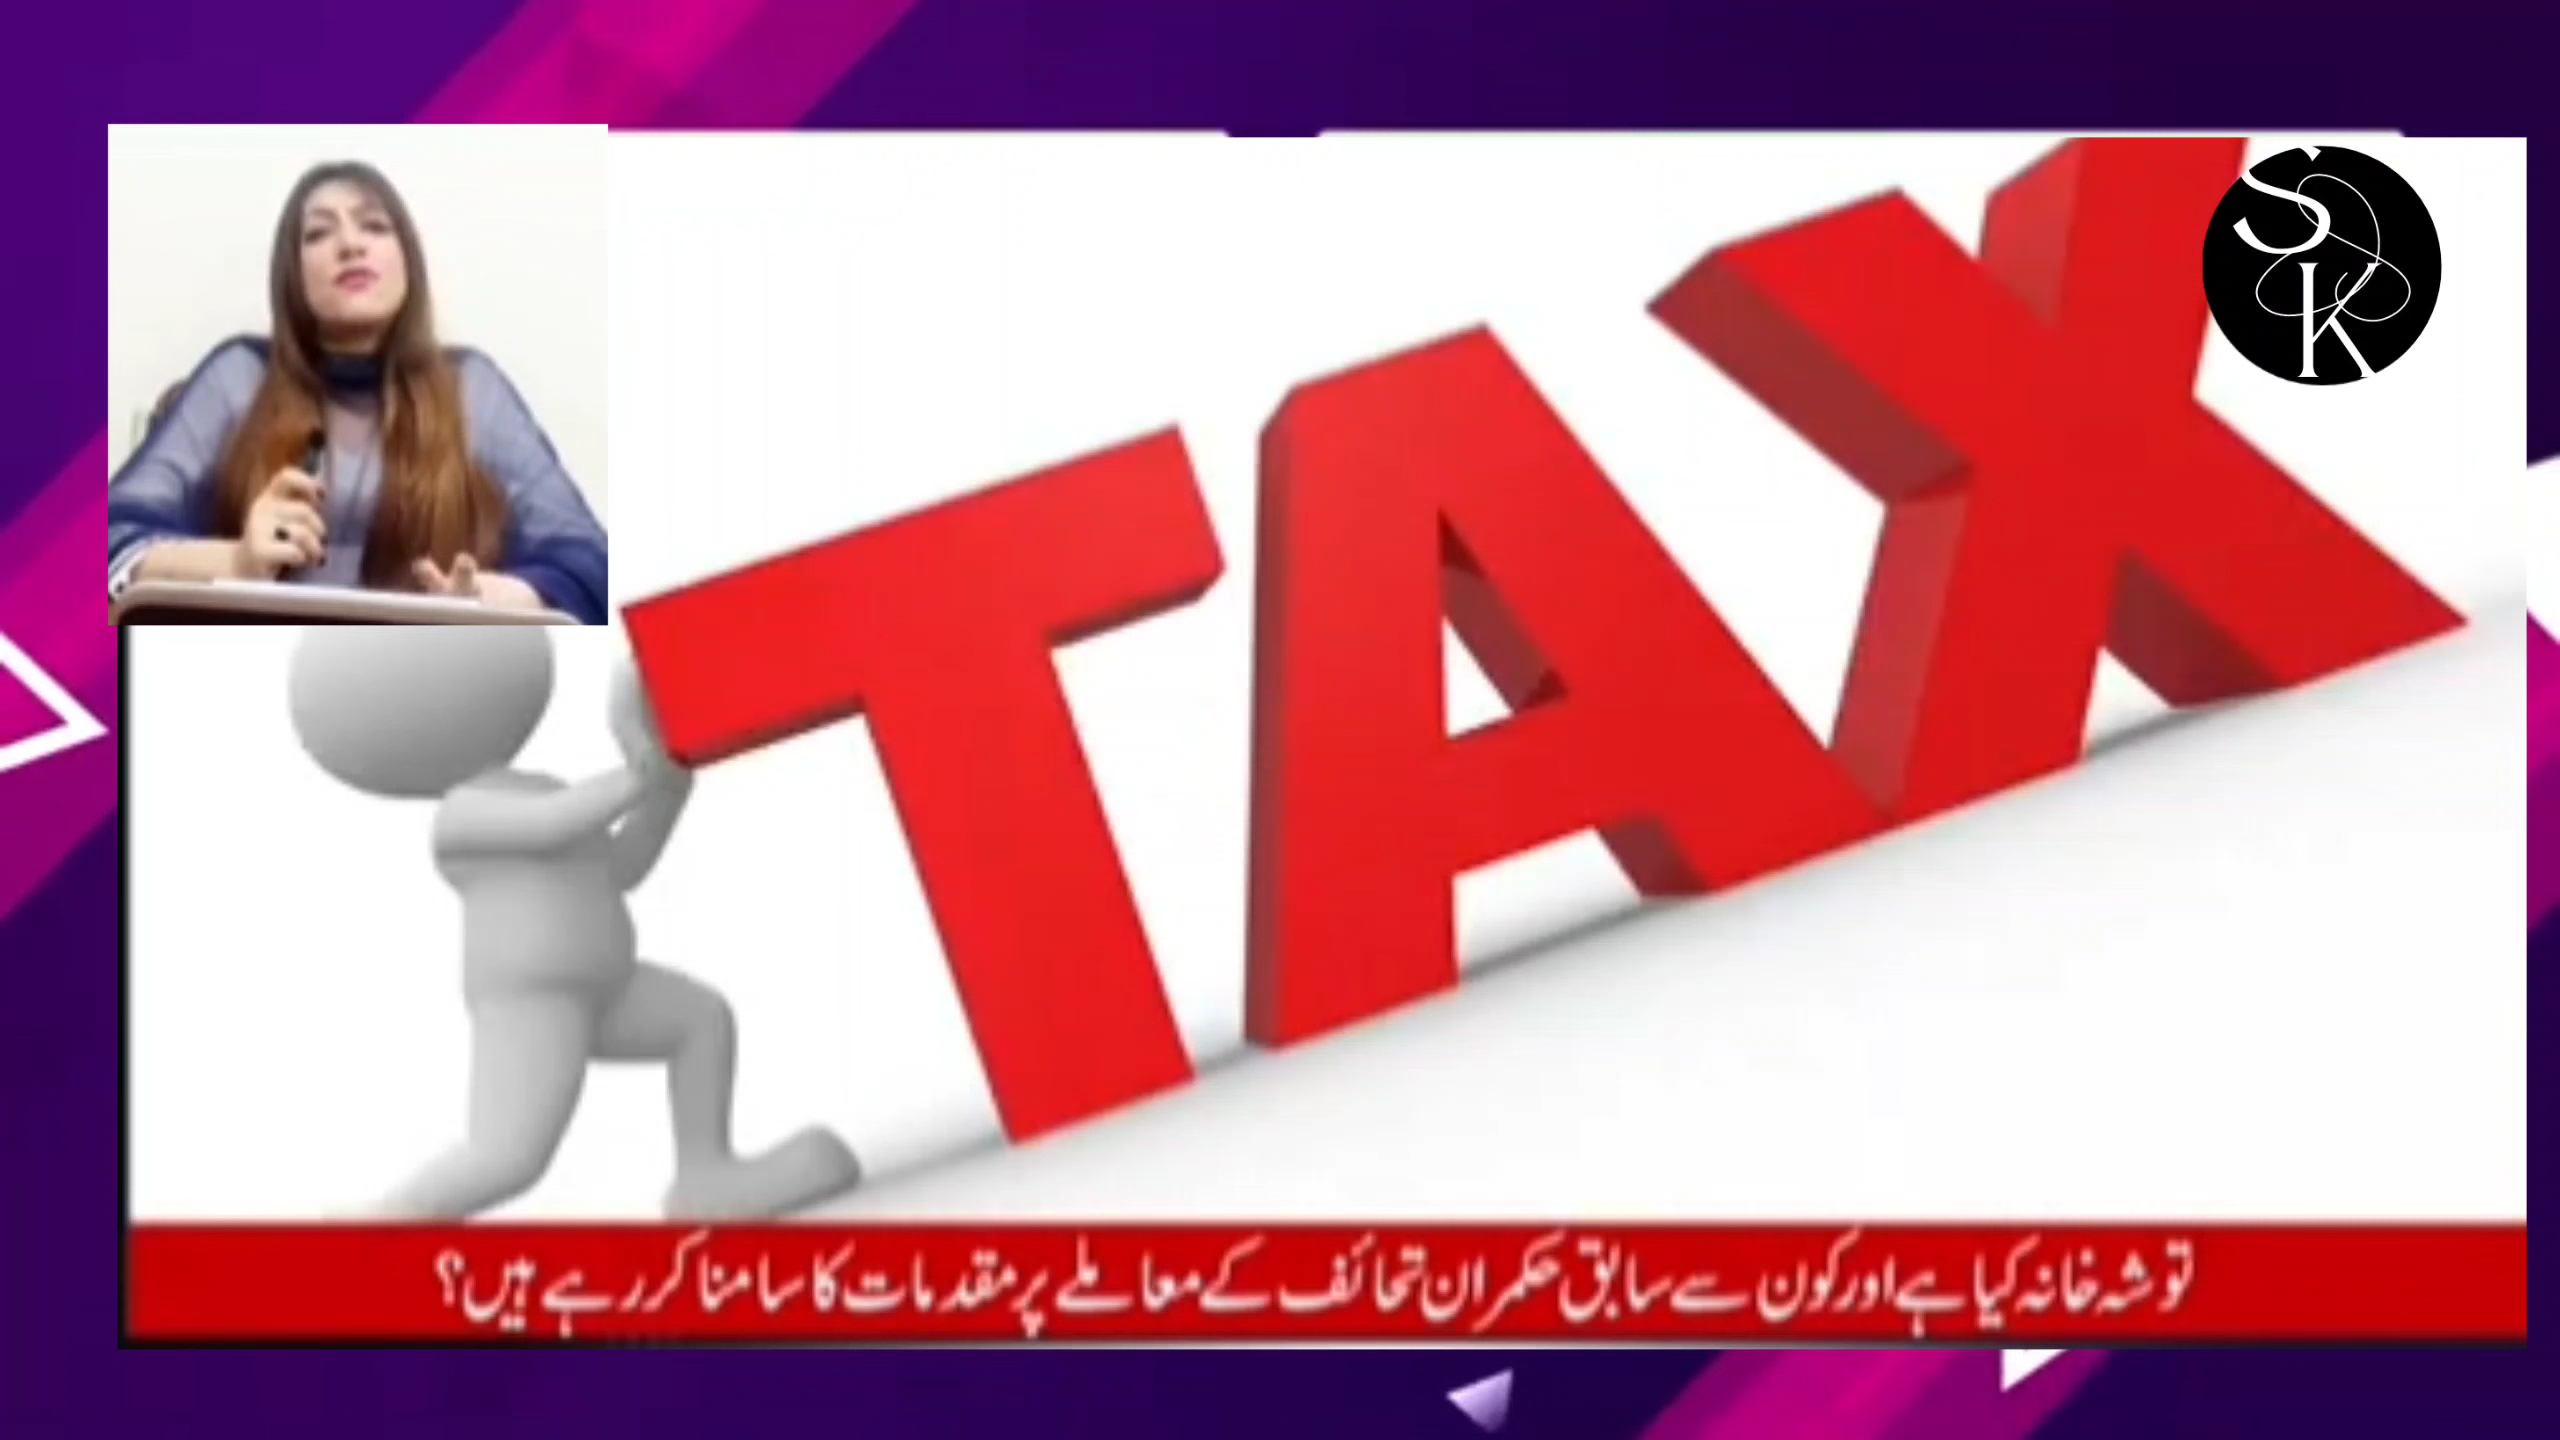 S
K
TAX
توشہ خانہ کیا ہے اور کون سے سابق حکمران تحائف کے معاملے پر مقدمات کا سامنا کر رہے ہیں؟